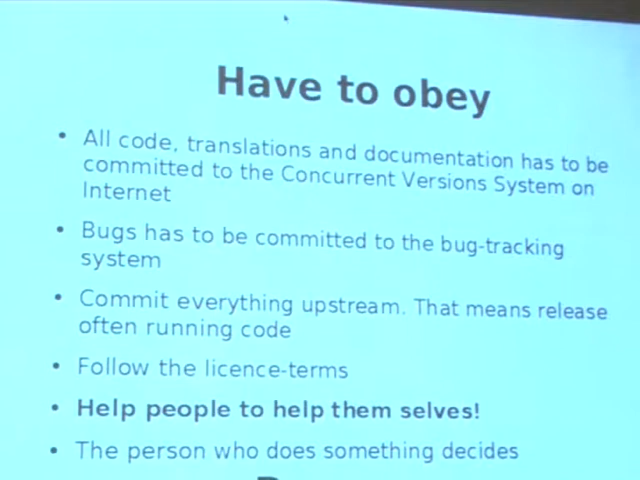 Have to obey
• All code, translations and documentation has to be
committed to the Concurrent Versions System on
Internet
• Bugs has to be committed to the bug-tracking
system
• Commit everything upstream. That means release
often running code
• Follow the licence-terms
• Help people to help them selves!
• The person who does something decides